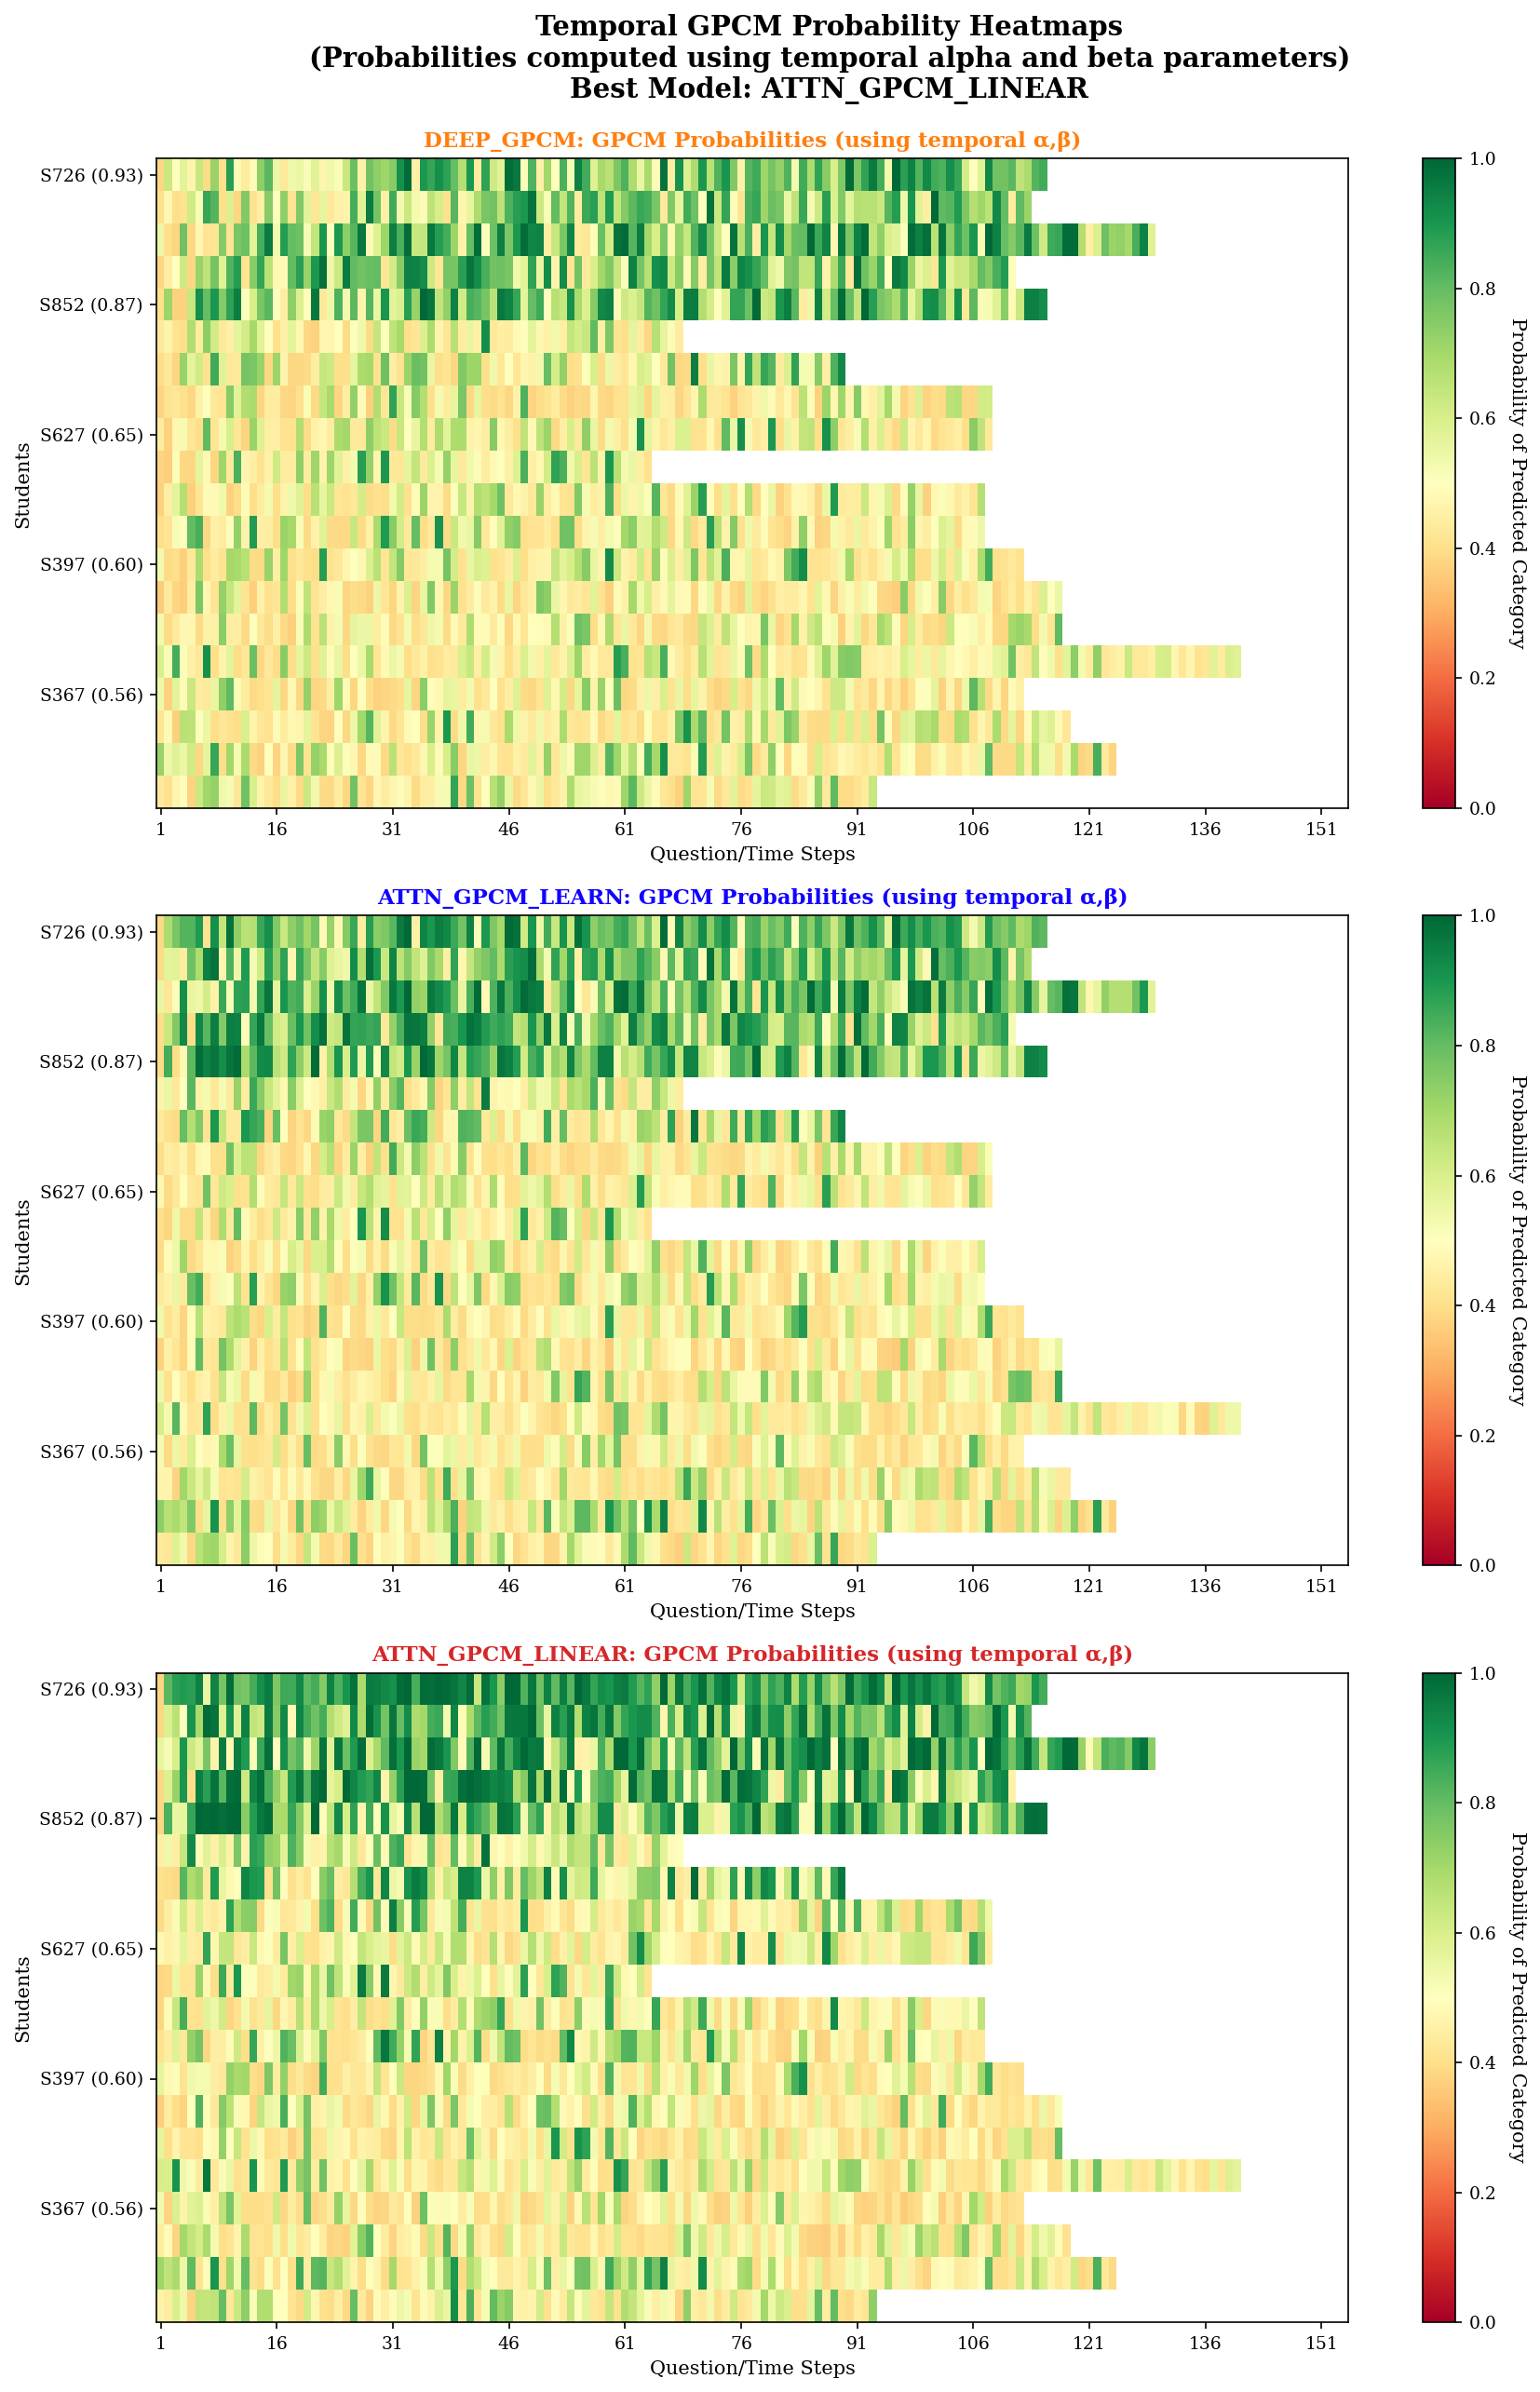 Temporal GPCM Probability Heatmaps
(Probabilities computed using temporal alpha and beta parameters)
Best Model: ATTN_GPCM_LINEAR
DEEP_GPCM: GPCM Probabilities (using temporal α,β)
S726 (0.93)
S852 (0.87)
S627 (0.65)
S397 (0.60)
S367 (0.56)
Students
1 16 31 46 61 76 91 106 121 136 151
Question/Time Steps
1.0
0.8
0.6
0.4
0.2
0.0
Probability of Predicted Category
ATTN_GPCM_LEARN: GPCM Probabilities (using temporal α,β)
S726 (0.93)
S852 (0.87)
S627 (0.65)
S397 (0.60)
S367 (0.56)
Students
1 16 31 46 61 76 91 106 121 136 151
Question/Time Steps
1.0
0.8
0.6
0.4
0.2
0.0
Probability of Predicted Category
ATTN_GPCM_LINEAR: GPCM Probabilities (using temporal α,β)
S726 (0.93)
S852 (0.87)
S627 (0.65)
S397 (0.60)
S367 (0.56)
Students
1 16 31 46 61 76 91 106 121 136 151
Question/Time Steps
1.0
0.8
0.6
0.4
0.2
0.0
Probability of Predicted Category